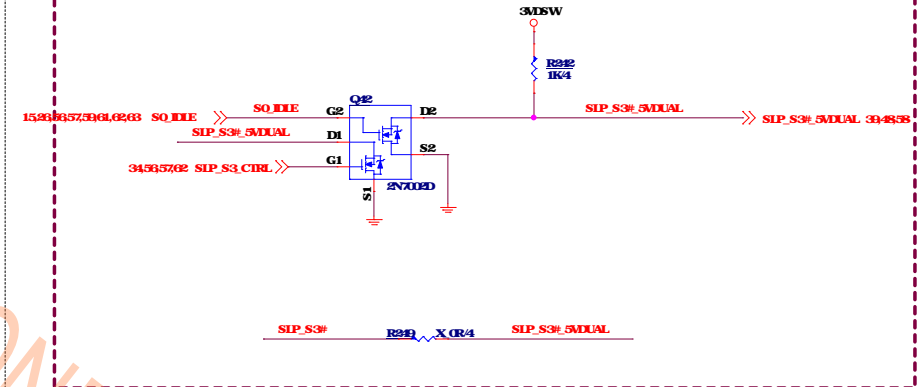 3VDSW
R242
1K/4
Q42
15,26,56,57,59,61,62,63 SO_IDLE
SO_IDLE
G2
D2
SLP_S3#_5VDUAL
SLP_S3#_5VDUAL 39,48,58
SLP_S3#_5VDUAL
D1
S2
34,56,57,62 SLP_S3_CTRL
G1
S1
2N7002D
SLP_S3#
R249
X_0R/4
SLP_S3#_5VDUAL